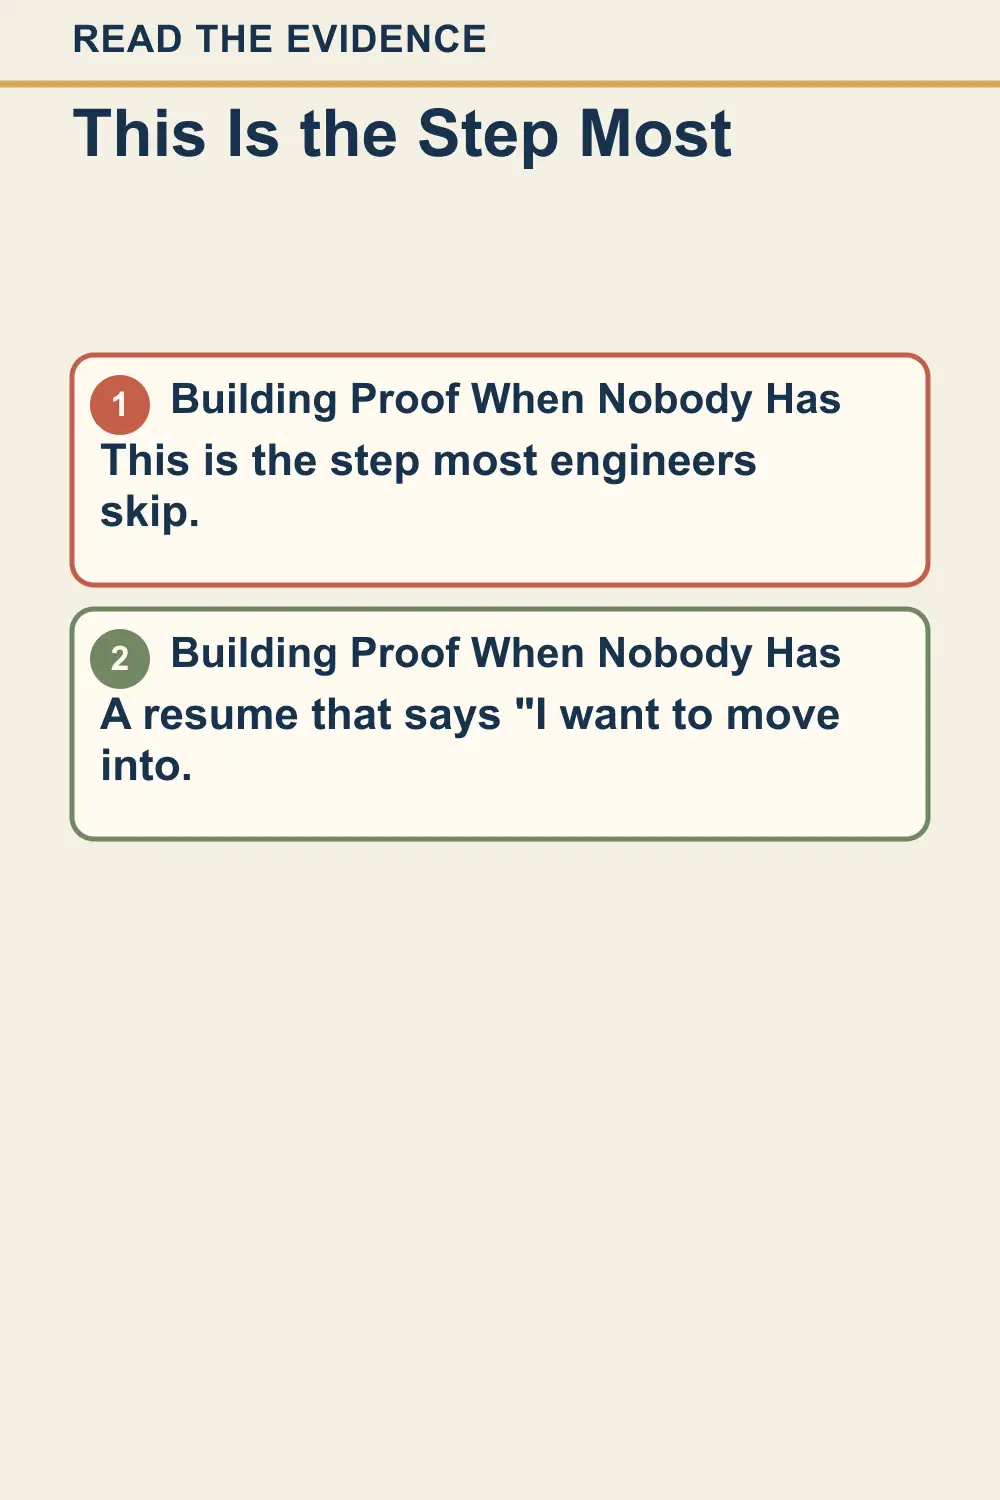 READ THE EVIDENCE
This Is the Step Most
1 Building Proof When Nobody Has
This is the step most engineers
skip.
2 Building Proof When Nobody Has
A resume that says "I want to move
into.